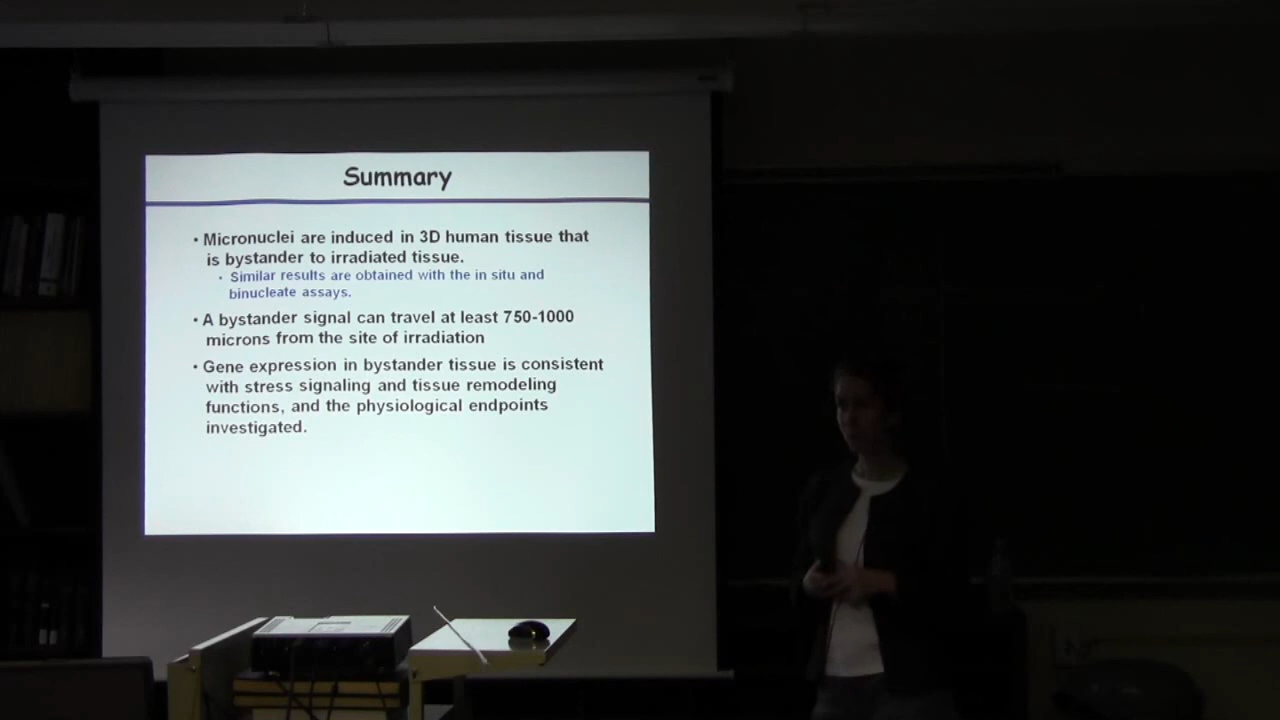 Summary
• Micronuclei are induced in 3D human tissue that
is bystander to irradiated tissue.
• Similar results are obtained with the in situ and
binucleate assays.
• A bystander signal can travel at least 750-1000
microns from the site of irradiation
• Gene expression in bystander tissue is consistent
with stress signaling and tissue remodeling
functions, and the physiological endpoints
investigated.